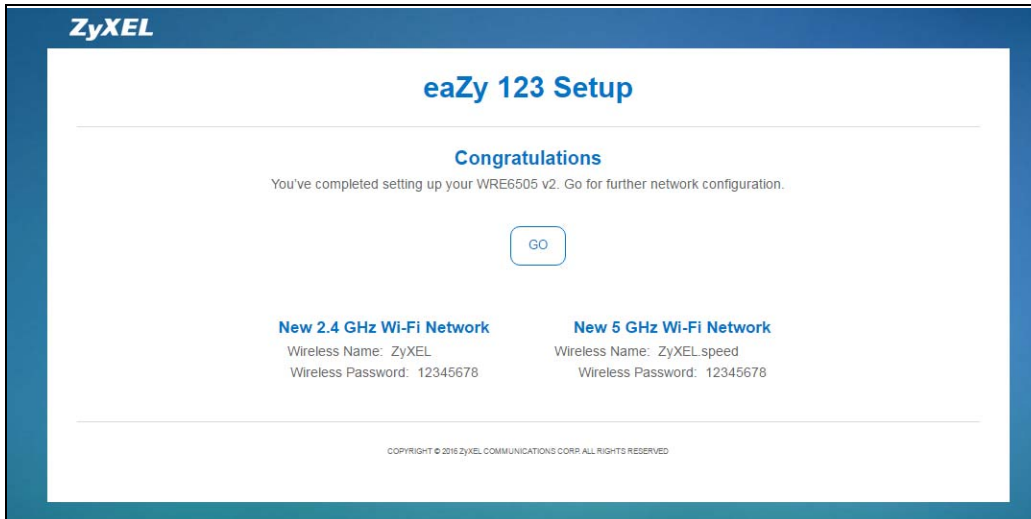 ZyXEL
eaZy 123 Setup
Congratulations
You've completed setting up your WRE6505 v2. Go for further network configuration.
GO
New 2.4 GHz Wi-Fi Network
Wireless Name: ZyXEL
Wireless Password: 12345678
New 5 GHz Wi-Fi Network
Wireless Name: ZyXEL.speed
Wireless Password: 12345678
COPYRIGHT © 2016 ZyXEL COMMUNICATIONS CORP. ALL RIGHTS RESERVED